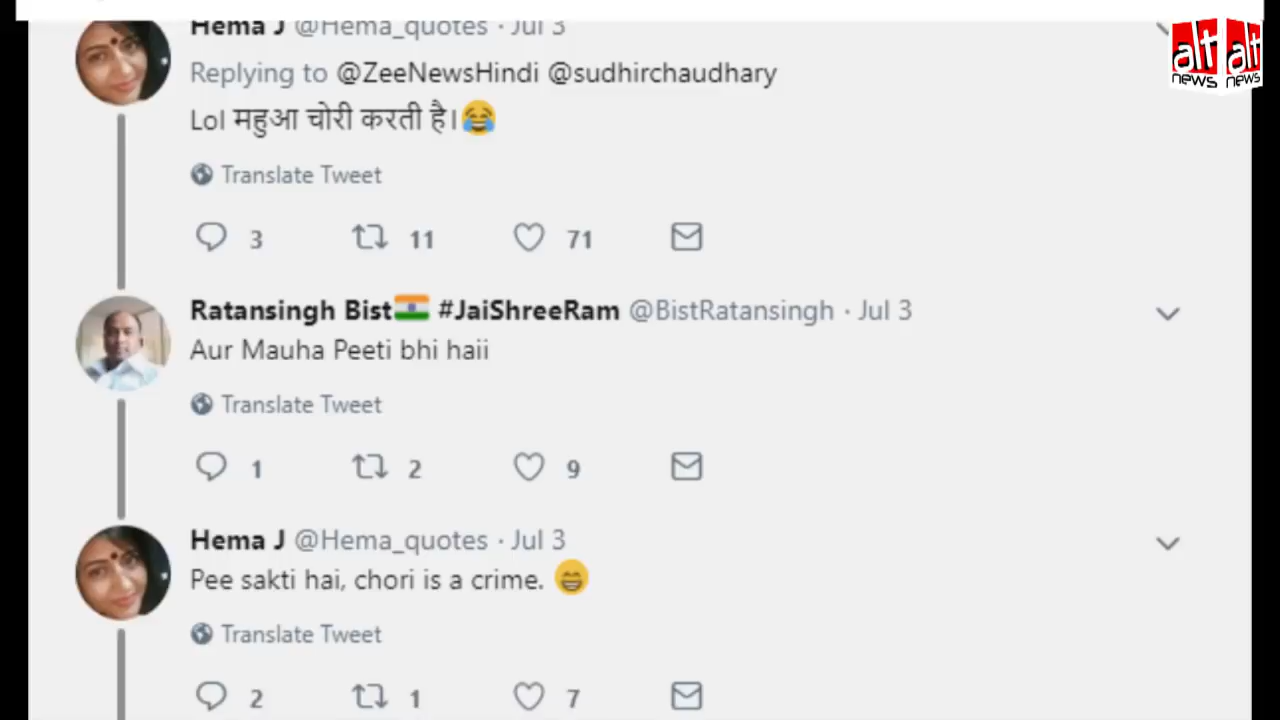 alt alt
news news
Hema J @Hema_quotes · Jul 3
Replying to @ZeeNewsHindi @sudhirchaudhary
Lol महुआ चोरी करती है।😂
Translate Tweet
3 11 71
Ratansingh Bist🇮🇳 #JaiShreeRam @BistRatansingh · Jul 3
Aur Mauha Peeti bhi haii
Translate Tweet
1 2 9
Hema J @Hema_quotes · Jul 3
Pee sakti hai, chori is a crime. 😁
Translate Tweet
2 1 7